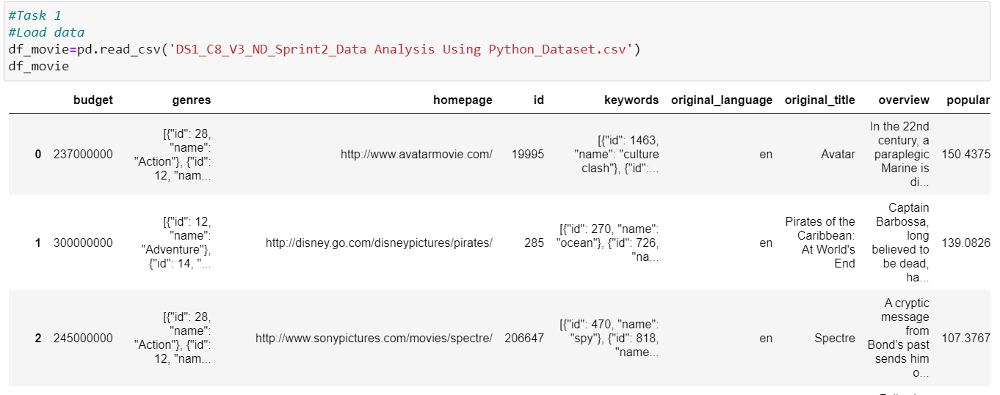 #Task 1
#Load data
df_movie=pd.read_csv('DS1_C8_V3_ND_Sprint2_Data Analysis Using Python_Dataset.csv')
df_movie
budget genres homepage id keywords original_language original_title overview popular
0 237000000 [{"id": 28, "name": "Action"}, {"id": 12, "nam... http://www.avatarmovie.com/ 19995 [{"id": 1463, "name": "culture clash"}, {"id":... en Avatar In the 22nd century, a paraplegic Marine is di... 150.4375
1 300000000 [{"id": 12, "name": "Adventure"}, {"id": 14, "... http://disney.go.com/disneypictures/pirates/ 285 [{"id": 270, "name": "ocean"}, {"id": 726, "na... en Pirates of the Caribbean: At World's End Captain Barbossa, long believed to be dead, ha... 139.0826
2 245000000 [{"id": 28, "name": "Action"}, {"id": 12, "nam... http://www.sonypictures.com/movies/spectre/ 206647 [{"id": 470, "name": "spy"}, {"id": 818, "name... en Spectre A cryptic message from Bond’s past sends him o... 107.3767